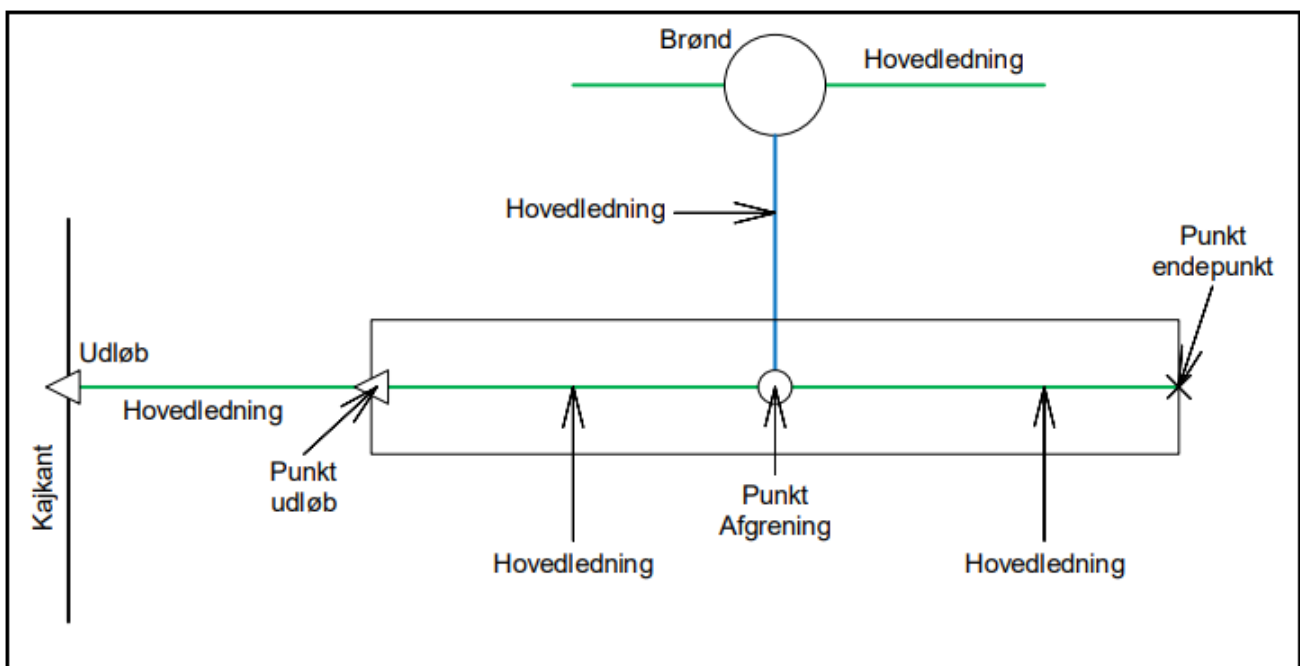 Brønd
Hovedledning
Hovedledning
Punkt
endepunkt
Udløb
Hovedledning
Kajkant
Punkt
udløb
Punkt
Afgrening
Hovedledning
Hovedledning